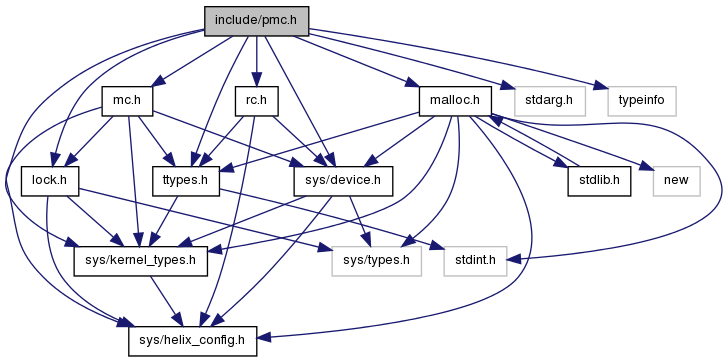 include/pmc.h
mc.h
rc.h
malloc.h
stdarg.h
typeinfo
lock.h
ttypes.h
sys/device.h
stdlib.h
new
sys/kernel_types.h
sys/types.h
stdint.h
sys/helix_config.h